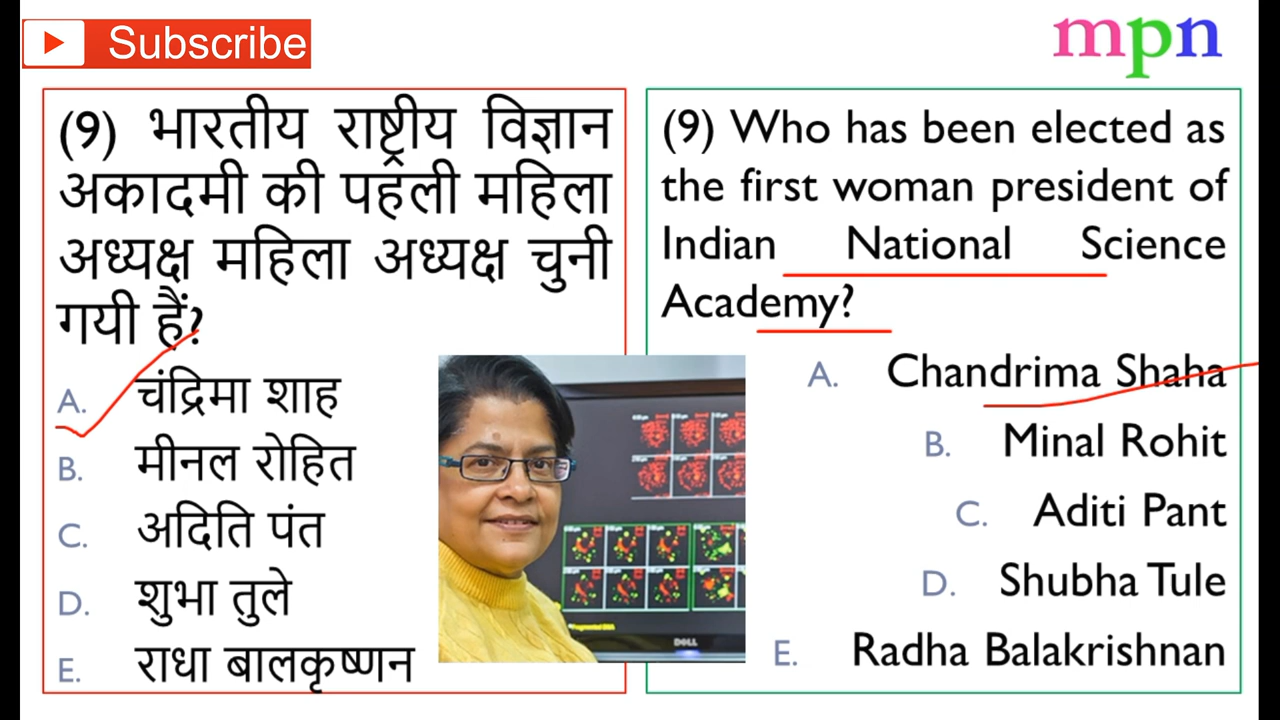 Subscribe
mpn
(9) भारतीय राष्ट्रीय विज्ञान
अकादमी की पहली महिला
अध्यक्ष महिला अध्यक्ष चुनी
गयी हैं?
A. चंद्रिमा शाह
B. मीनल रोहित
C. अदिति पंत
D. शुभा तुले
E. राधा बालकृष्णन
(9) Who has been elected as
the first woman president of
Indian National Science
Academy?
A. Chandrima Shaha
B. Minal Rohit
C. Aditi Pant
D. Shubha Tule
E. Radha Balakrishnan
DELL